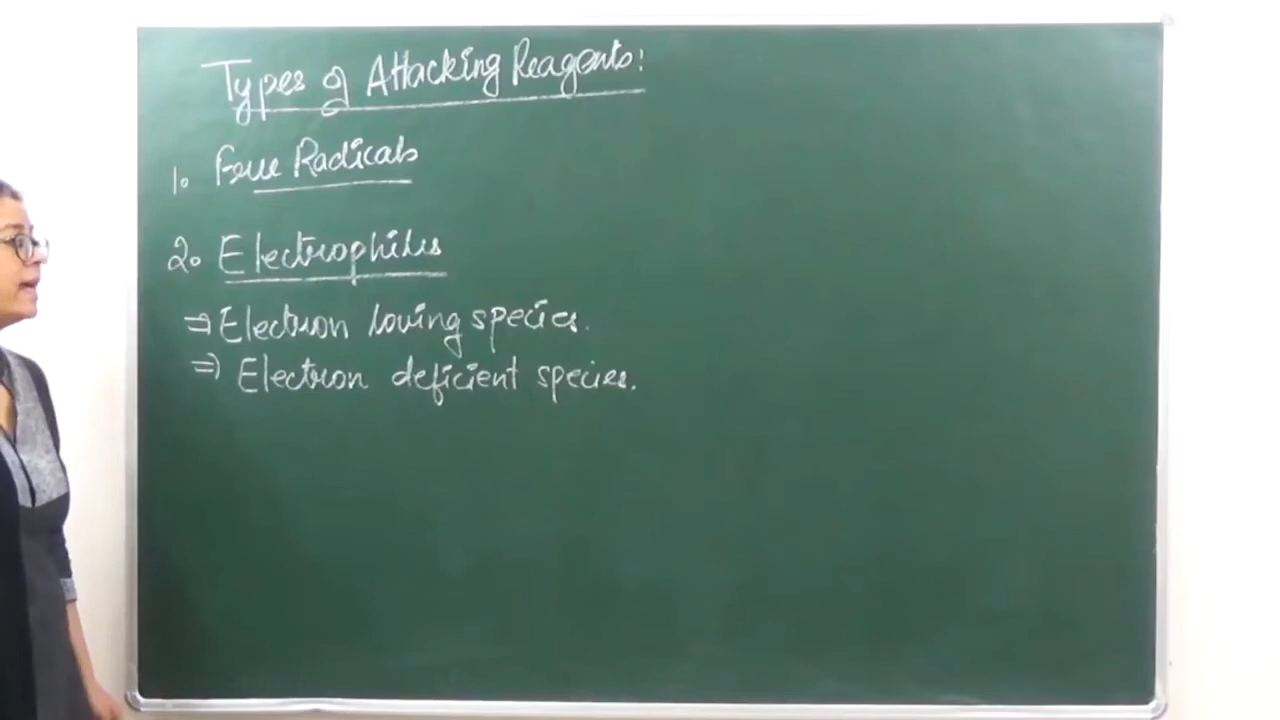 Types of Attacking Reagents:
1. Free Radicals
2. Electrophiles
⇒ Electron loving species.
⇒ Electron deficient species.